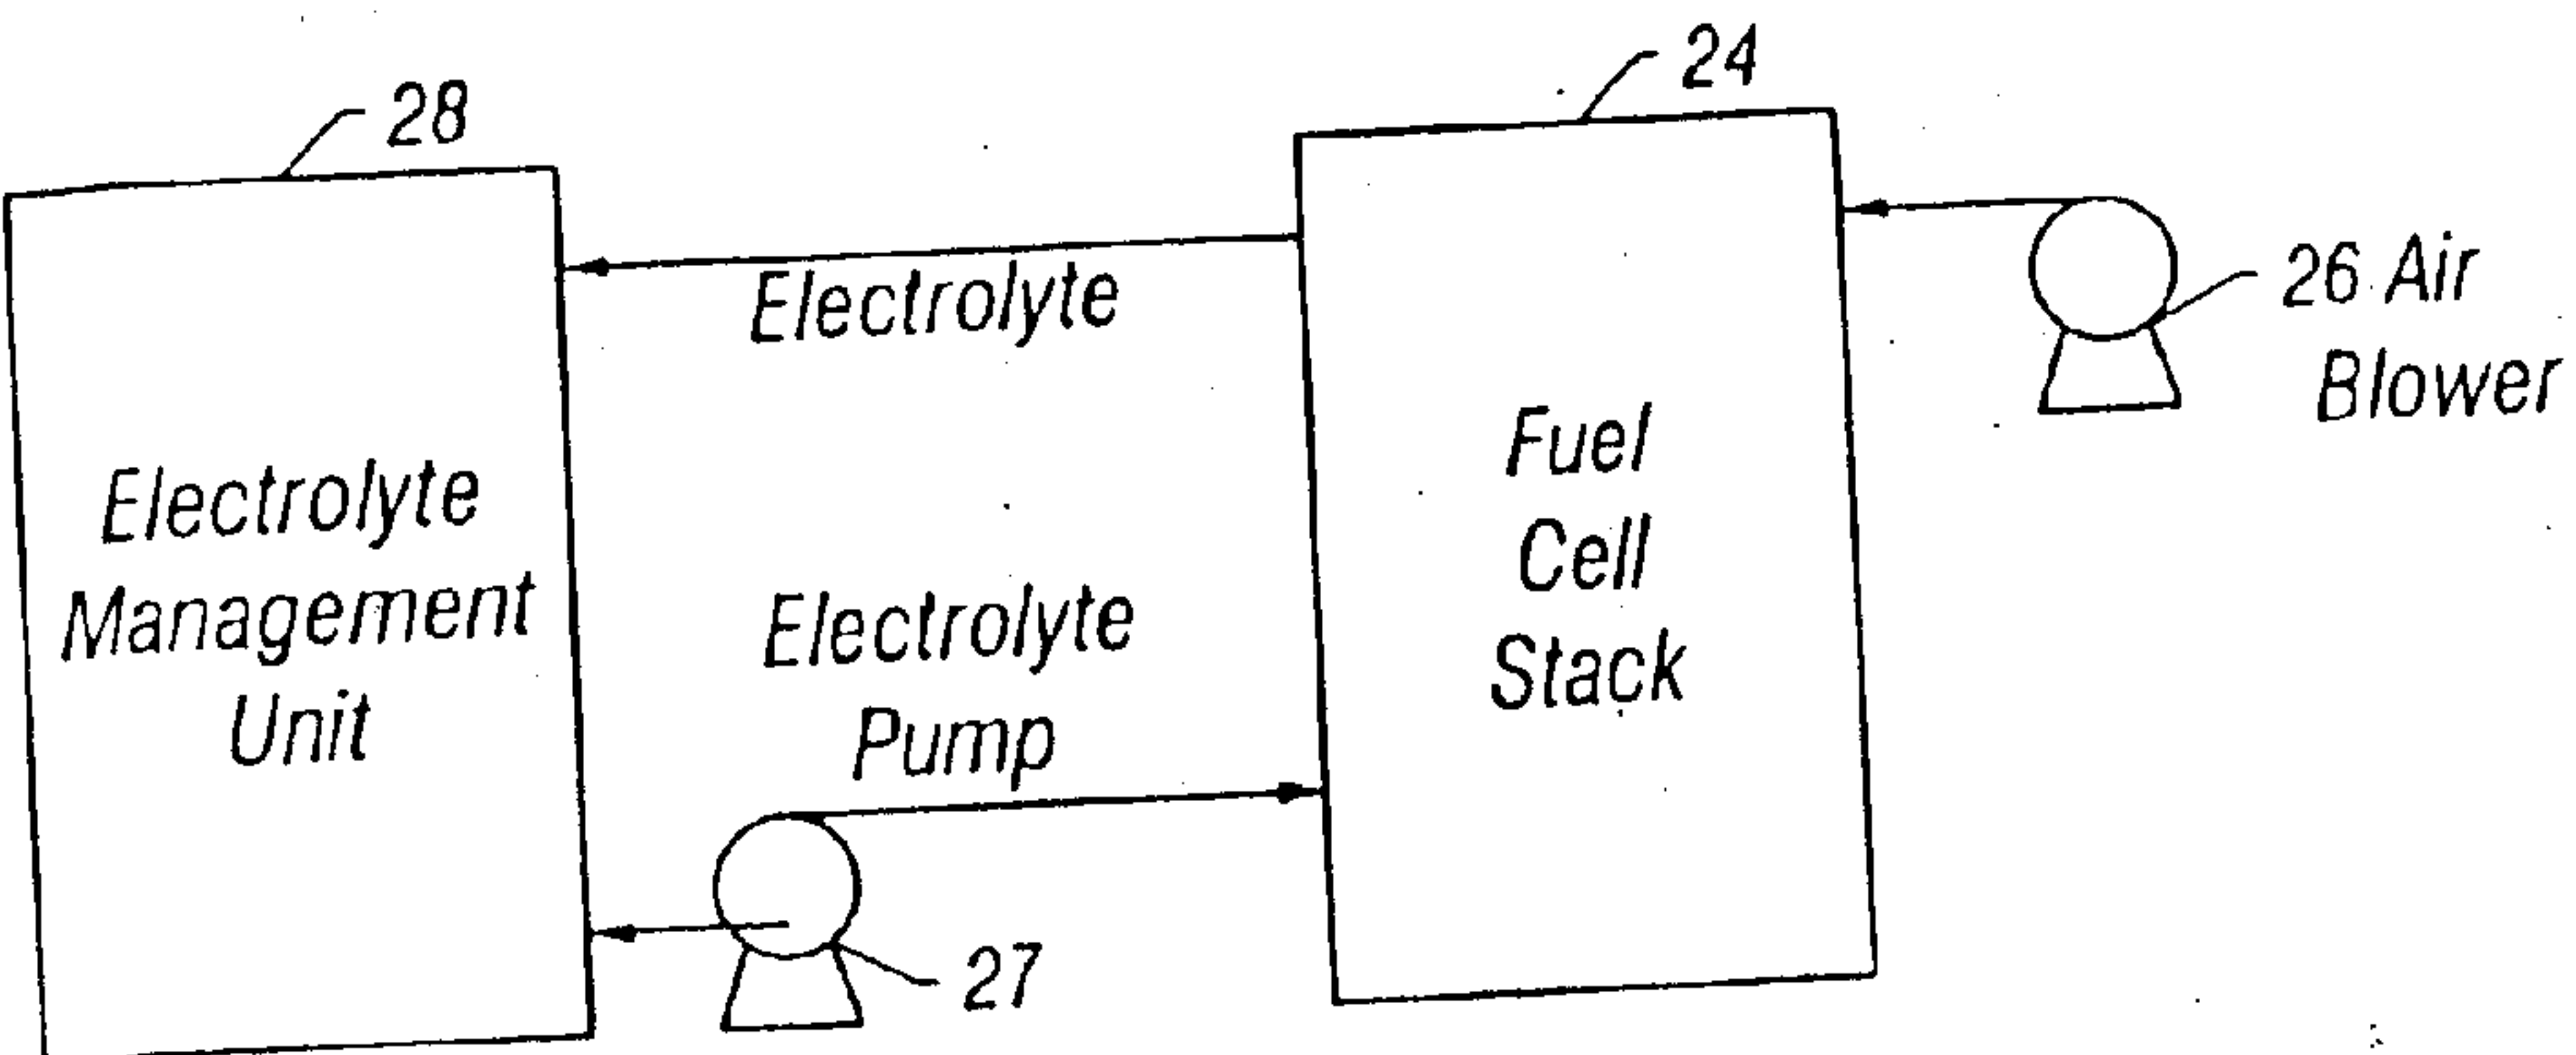 28
24
26 Air
Blower
Electrolyte
Electrolyte
Management
Unit
Electrolyte
Pump
Fuel
Cell
Stack
27